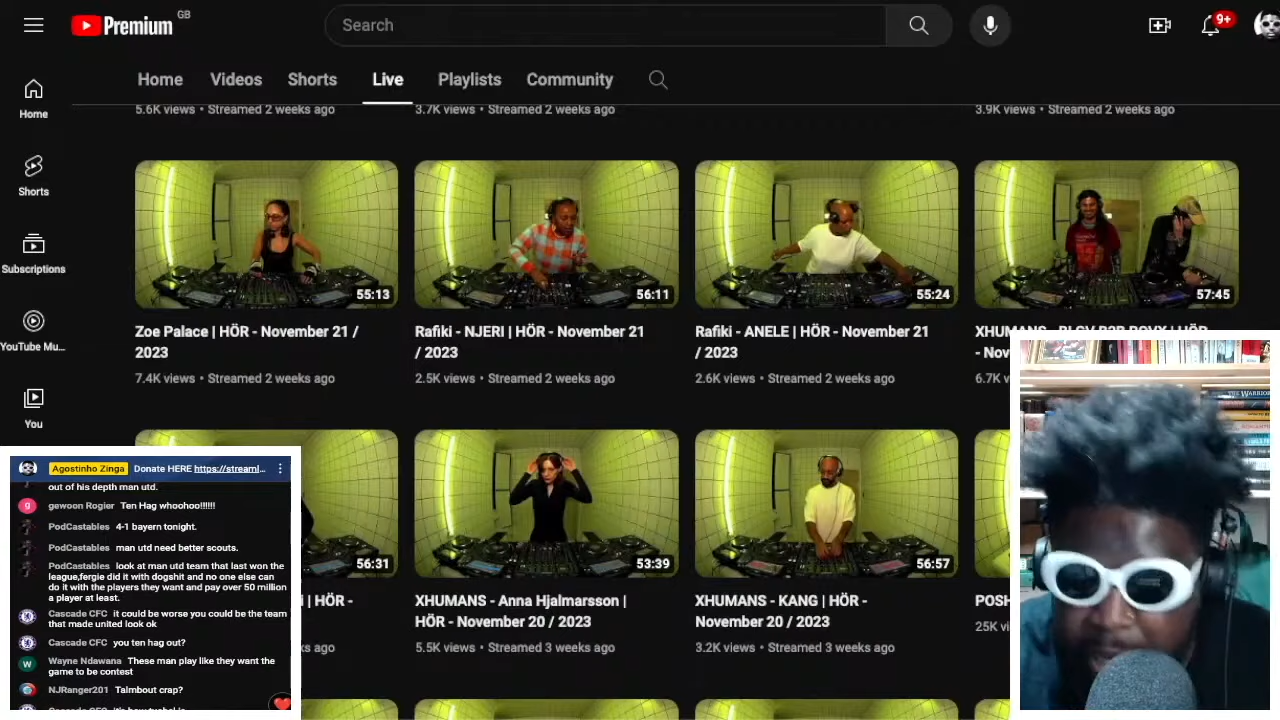 Premium GB
Search
9+
Home Videos Shorts Live Playlists Community
5.6K views • Streamed 2 weeks ago
3.7K views • Streamed 2 weeks ago
3.9K views • Streamed 2 weeks ago
Home
Shorts
Subscriptions
YouTube Mu...
You
55:13
56:11
55:24
57:45
Zoe Palace | HÖR - November 21 /
2023
7.4K views • Streamed 2 weeks ago
Rafiki - NJERI | HÖR - November 21
/ 2023
2.5K views • Streamed 2 weeks ago
Rafiki - ANELE | HÖR - November 21
/ 2023
2.6K views • Streamed 2 weeks ago
- Nov
6.7K v
56:31
53:39
56:57
| HÖR -
ks ago
XHUMANS - Anna Hjalmarsson |
HÖR - November 20 / 2023
5.5K views • Streamed 3 weeks ago
XHUMANS - KANG | HÖR -
November 20 / 2023
3.2K views • Streamed 3 weeks ago
POSH
25K vi
Agostinho Zinga Donate HERE https://streaml...
out of his depth man utd.
gewoon Rogier Ten Hag whoohoo!!!!!!
PodCastables 4-1 bayern tonight.
PodCastables man utd need better scouts.
PodCastables look at man utd team that last won the
league,fergie did it with dogshit and no one else can
do it with the players they want and pay over 50 million
a player at least.
Cascade CFC it could be worse you could be the team
that made united look ok
Cascade CFC you ten hag out?
Wayne Ndawana These man play like they want the
game to be contest
NJRanger201 Talmbout crap?
THE WARRIOR